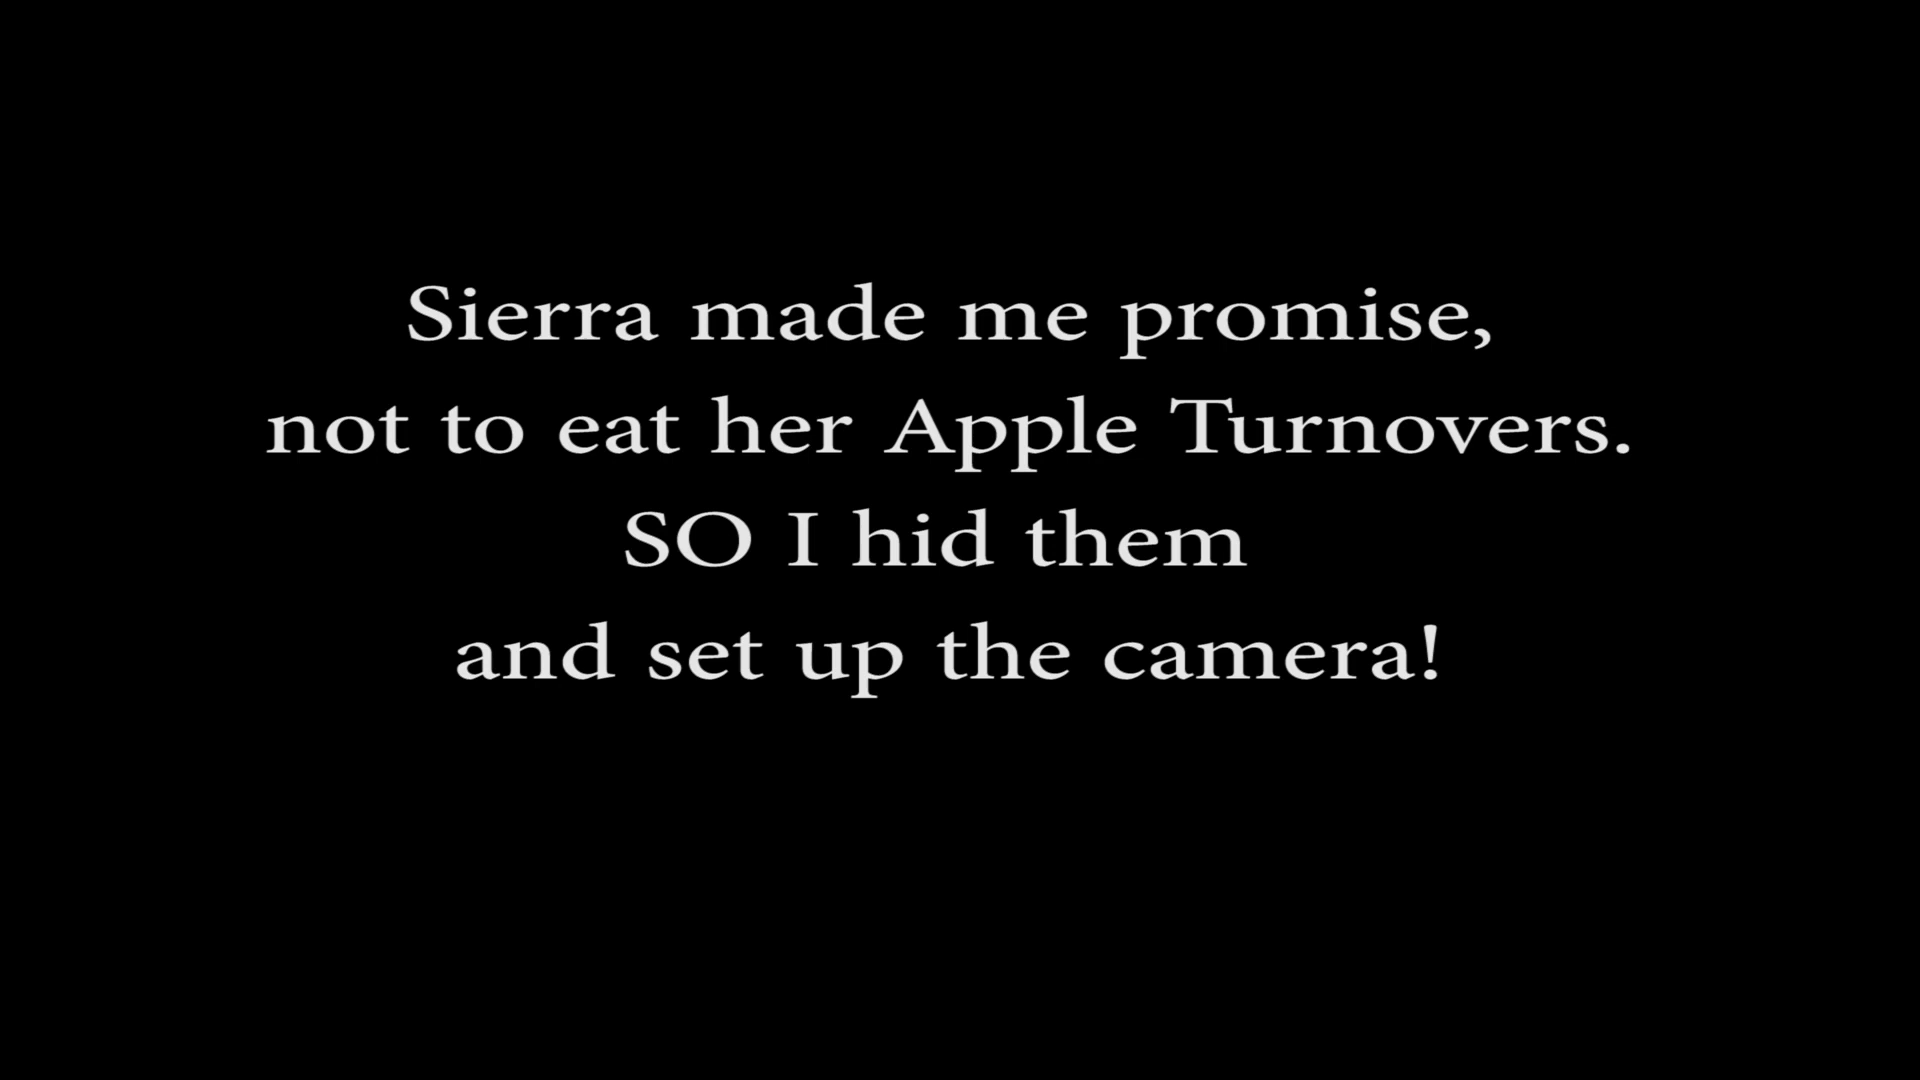 Sierra made me promise,
not to eat her Apple Turnovers.
SO I hid them
and set up the camera!